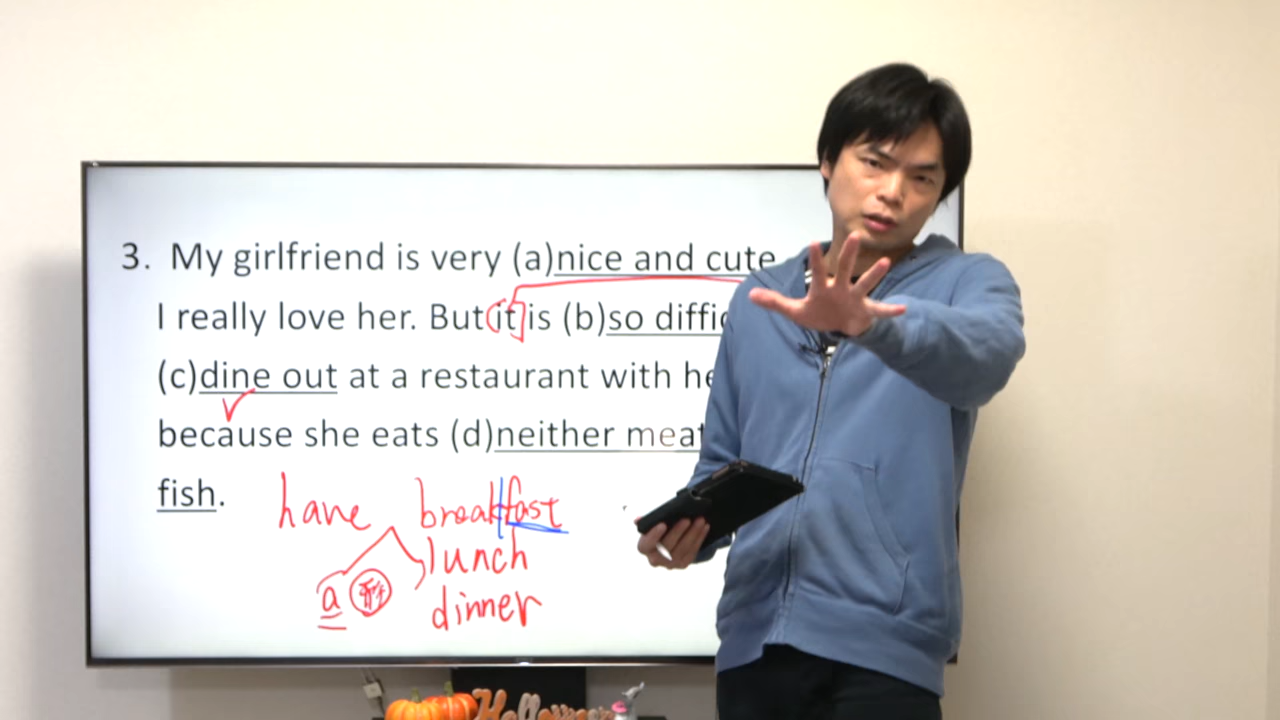 3. My girlfriend is very (a)nice and cute
I really love her. But it is (b)so diffic
(c)dine out at a restaurant with he
because she eats (d)neither meat
fish.
have breakfast
lunch
a 形
dinner
Halloween